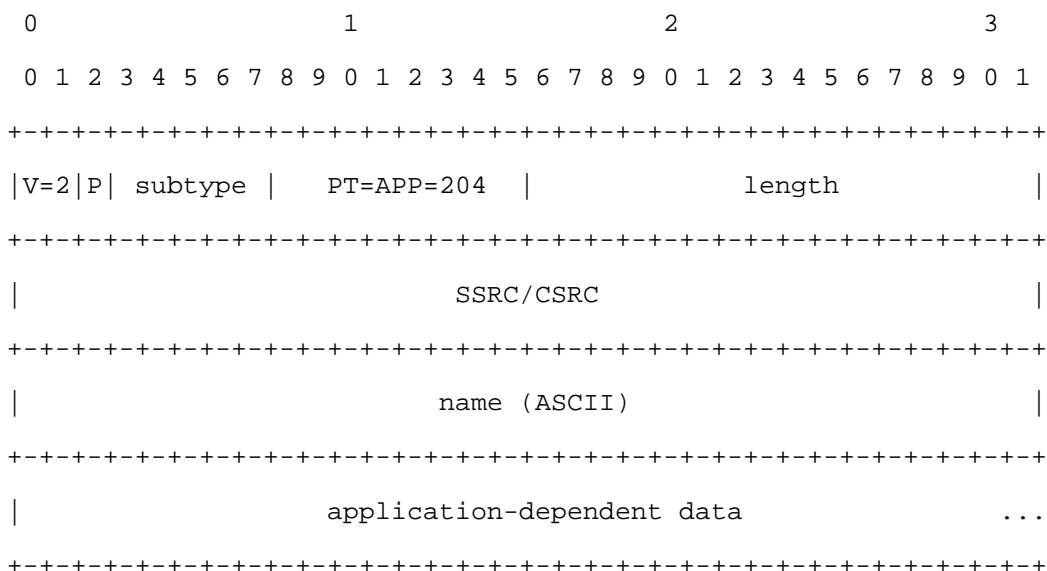 0                   1                   2                   3
 0 1 2 3 4 5 6 7 8 9 0 1 2 3 4 5 6 7 8 9 0 1 2 3 4 5 6 7 8 9 0 1
+-+-+-+-+-+-+-+-+-+-+-+-+-+-+-+-+-+-+-+-+-+-+-+-+-+-+-+-+-+-+-+-+
|V=2|P| subtype |   PT=APP=204  |             length            |
+-+-+-+-+-+-+-+-+-+-+-+-+-+-+-+-+-+-+-+-+-+-+-+-+-+-+-+-+-+-+-+-+
|                           SSRC/CSRC                           |
+-+-+-+-+-+-+-+-+-+-+-+-+-+-+-+-+-+-+-+-+-+-+-+-+-+-+-+-+-+-+-+-+
|                          name (ASCII)                         |
+-+-+-+-+-+-+-+-+-+-+-+-+-+-+-+-+-+-+-+-+-+-+-+-+-+-+-+-+-+-+-+-+
|                   application-dependent data                ...
+-+-+-+-+-+-+-+-+-+-+-+-+-+-+-+-+-+-+-+-+-+-+-+-+-+-+-+-+-+-+-+-+